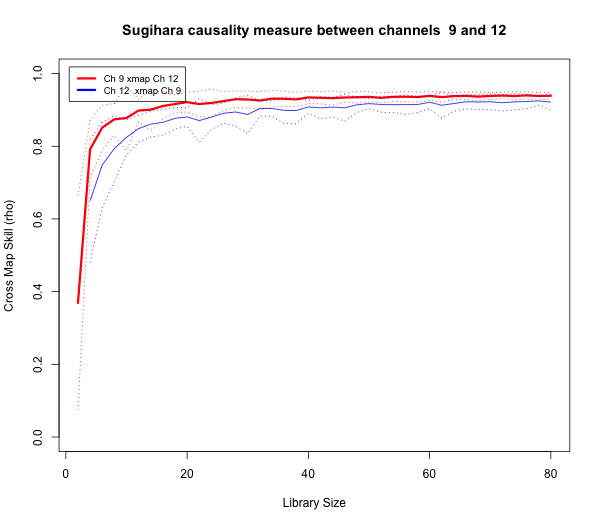 Sugihara causality measure between channels  9 and 12
Ch 9 xmap Ch 12
Ch 12  xmap Ch 9
1.0
0.8
0.6
0.4
0.2
0.0
Cross Map Skill (rho)
0 20 40 60 80
Library Size